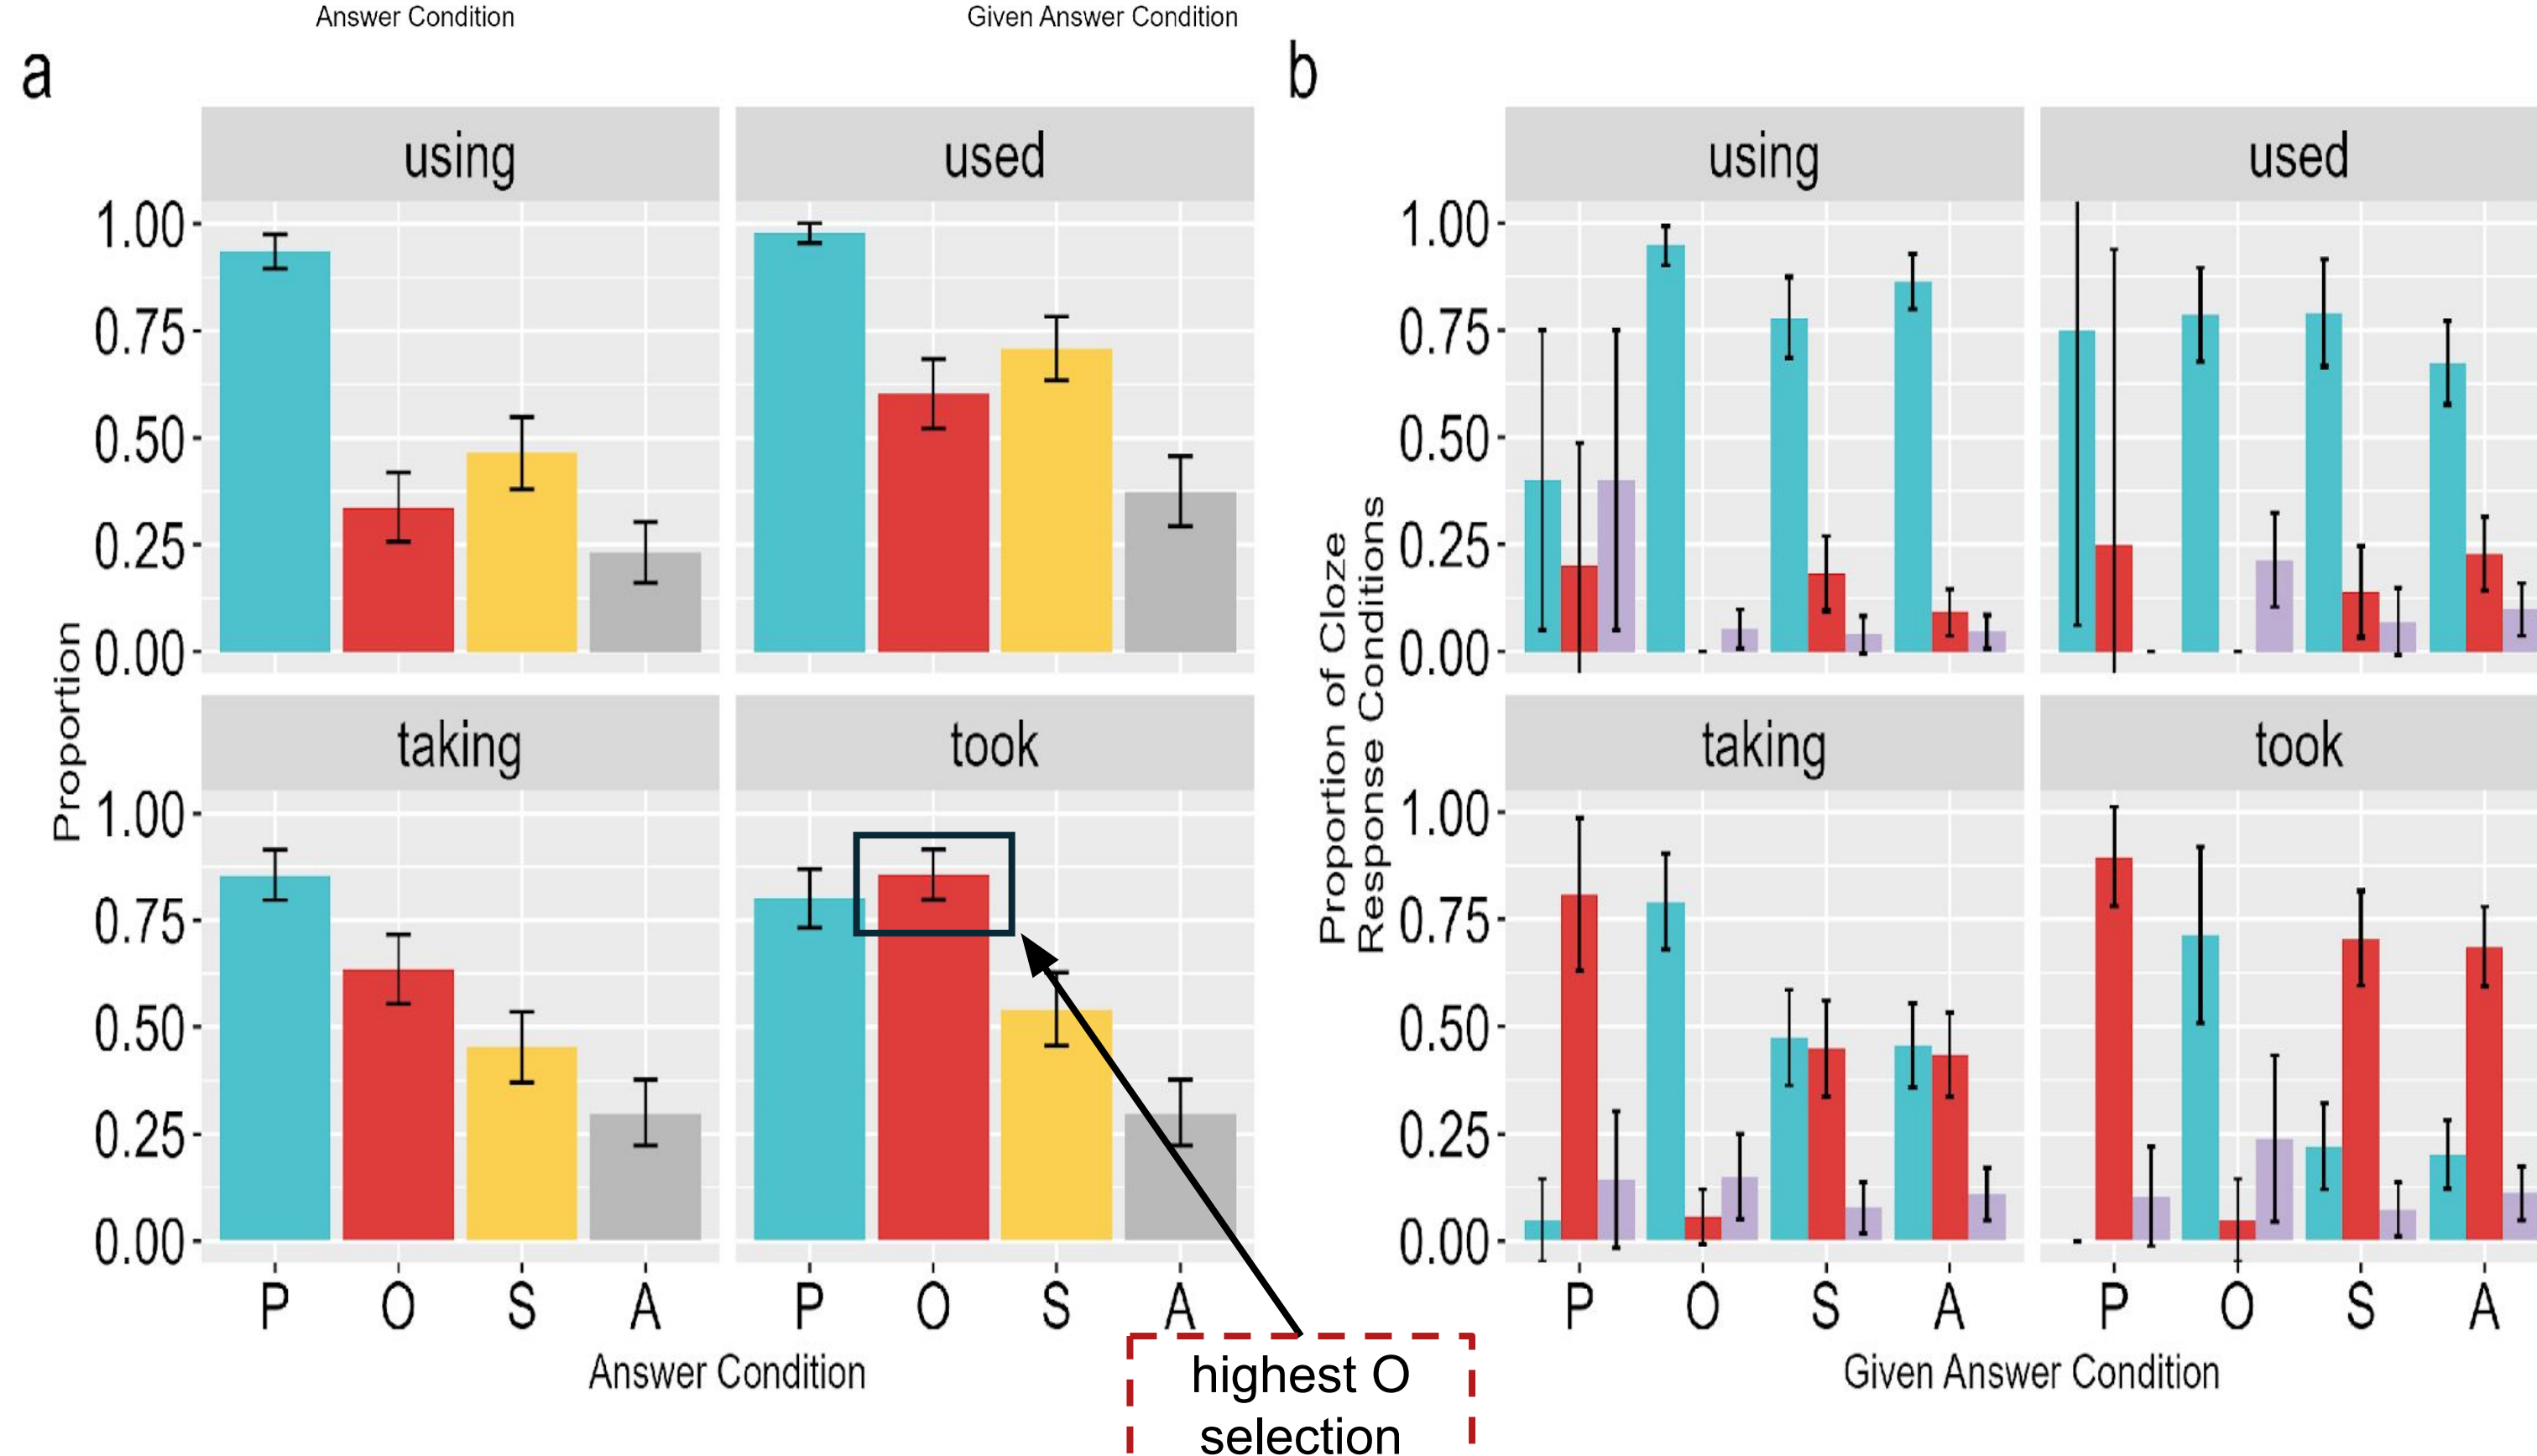 Answer Condition
Given Answer Condition
a
b
using
used
1.00
0.75
0.50
0.25
0.00
taking
took
1.00
0.75
0.50
0.25
0.00
Proportion
P O S A
P O S A
Answer Condition
highest O
selection
using
used
1.00
0.75
0.50
0.25
0.00
taking
took
1.00
0.75
0.50
0.25
0.00
Proportion of Cloze
Response Conditions
P O S A
P O S A
Given Answer Condition